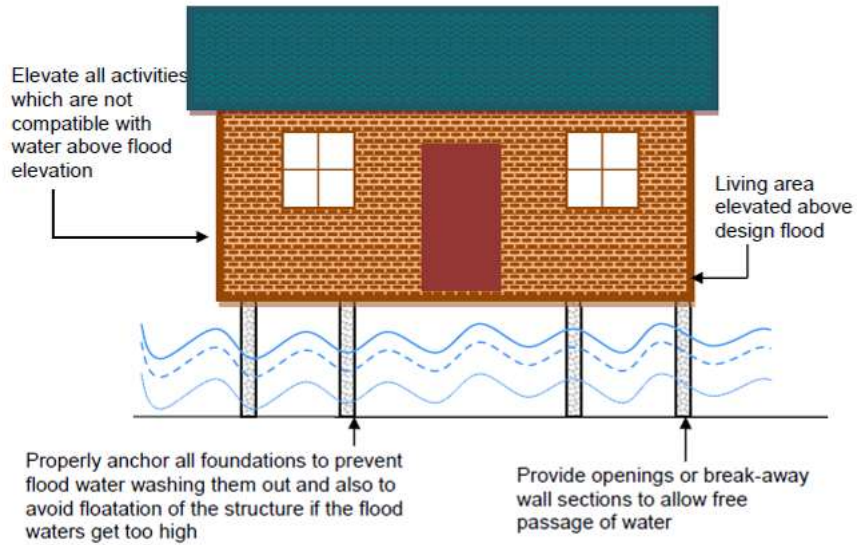 Elevate all activities
which are not
compatible with
water above flood
elevation
Living area
elevated above
design flood
Properly anchor all foundations to prevent
flood water washing them out and also to
avoid floatation of the structure if the flood
waters get too high
Provide openings or break-away
wall sections to allow free
passage of water